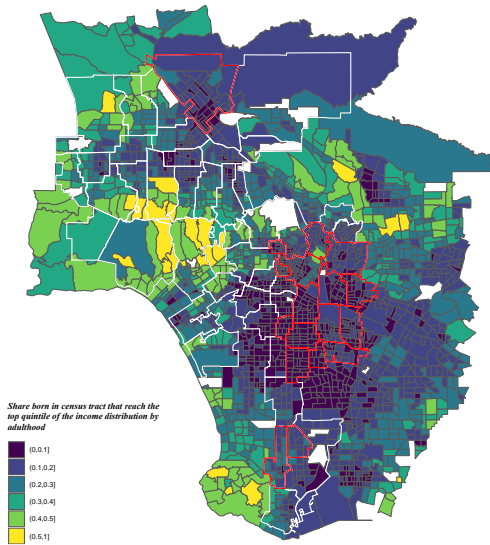 Share born in census tract that reach the
top quintile of the income distribution by
adulthood
(0,0.1]
(0.1,0.2]
(0.2,0.3]
(0.3,0.4]
(0.4,0.5]
(0.5,1]